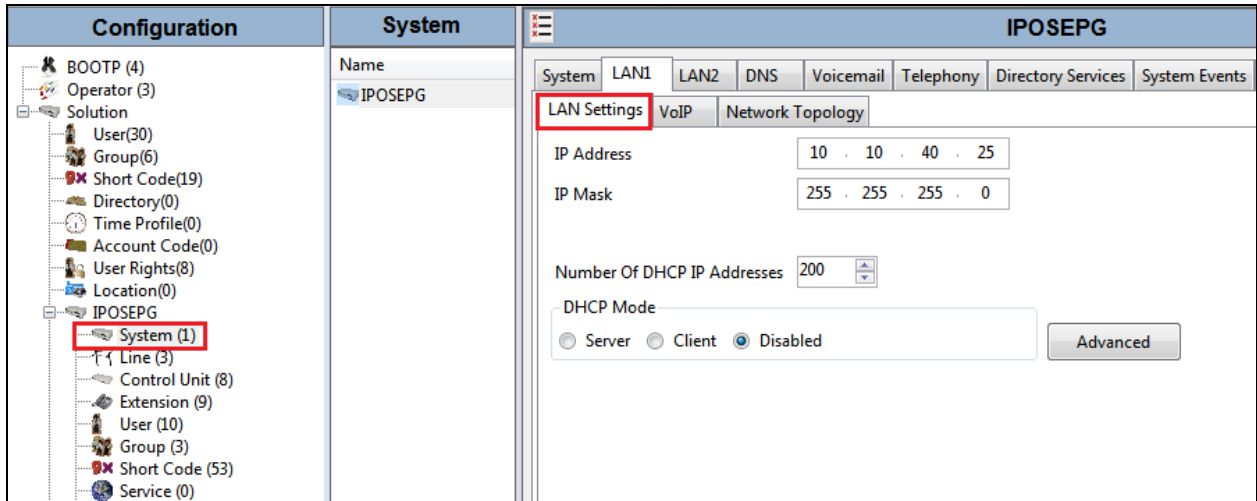 Configuration
BOOTP (4)
Operator (3)
Solution
User(30)
Group(6)
Short Code(19)
Directory(0)
Time Profile(0)
Account Code(0)
User Rights(8)
Location(0)
IPOSEPG
System (1)
Line (3)
Control Unit (8)
Extension (9)
User (10)
Group (3)
Short Code (53)
Service (0)
System
Name
IPOSEPG
IPOSEPG
System LAN1 LAN2 DNS Voicemail Telephony Directory Services System Events
LAN Settings VoIP Network Topology
IP Address 10 . 10 . 40 . 25
IP Mask 255 . 255 . 255 . 0
Number Of DHCP IP Addresses 200
DHCP Mode
Server Client Disabled Advanced